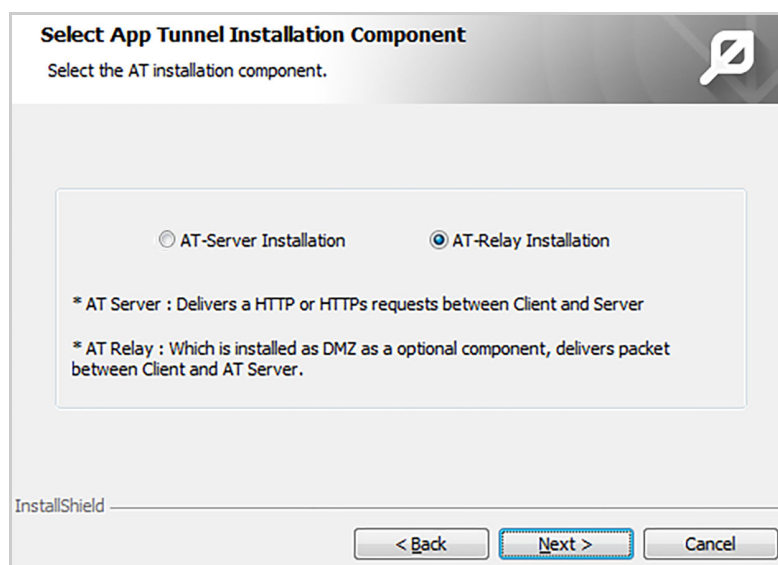 Select App Tunnel Installation Component
Select the AT installation component.
AT-Server Installation
AT-Relay Installation
* AT Server : Delivers a HTTP or HTTPs requests between Client and Server
* AT Relay : Which is installed as DMZ as a optional component, delivers packet
between Client and AT Server.
InstallShield
< Back
Next >
Cancel